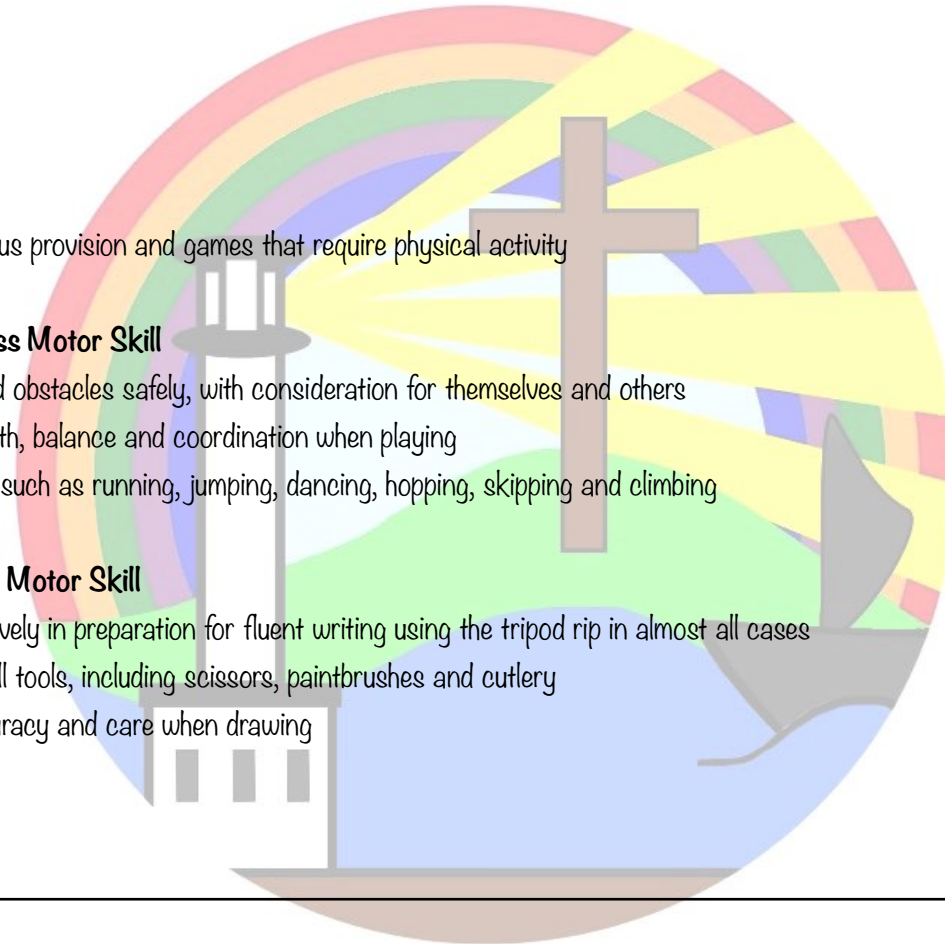 us provision and games that require physical activity
ss Motor Skill
d obstacles safely, with consideration for themselves and others
th, balance and coordination when playing
such as running, jumping, dancing, hopping, skipping and climbing
Motor Skill
vely in preparation for fluent writing using the tripod rip in almost all cases
ll tools, including scissors, paintbrushes and cutlery
uracy and care when drawing